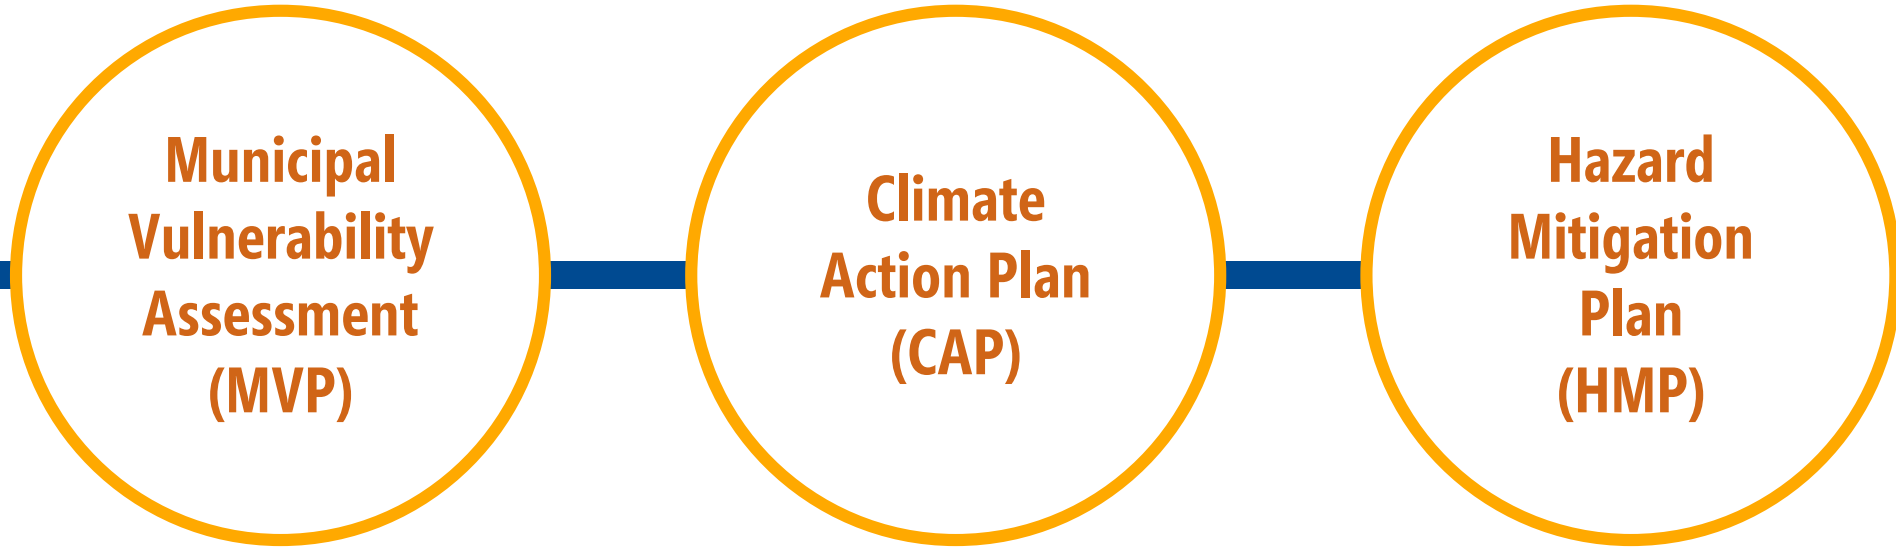 Municipal
Vulnerability
Assessment
(MVP)
Climate
Action Plan
(CAP)
Hazard
Mitigation
Plan
(HMP)